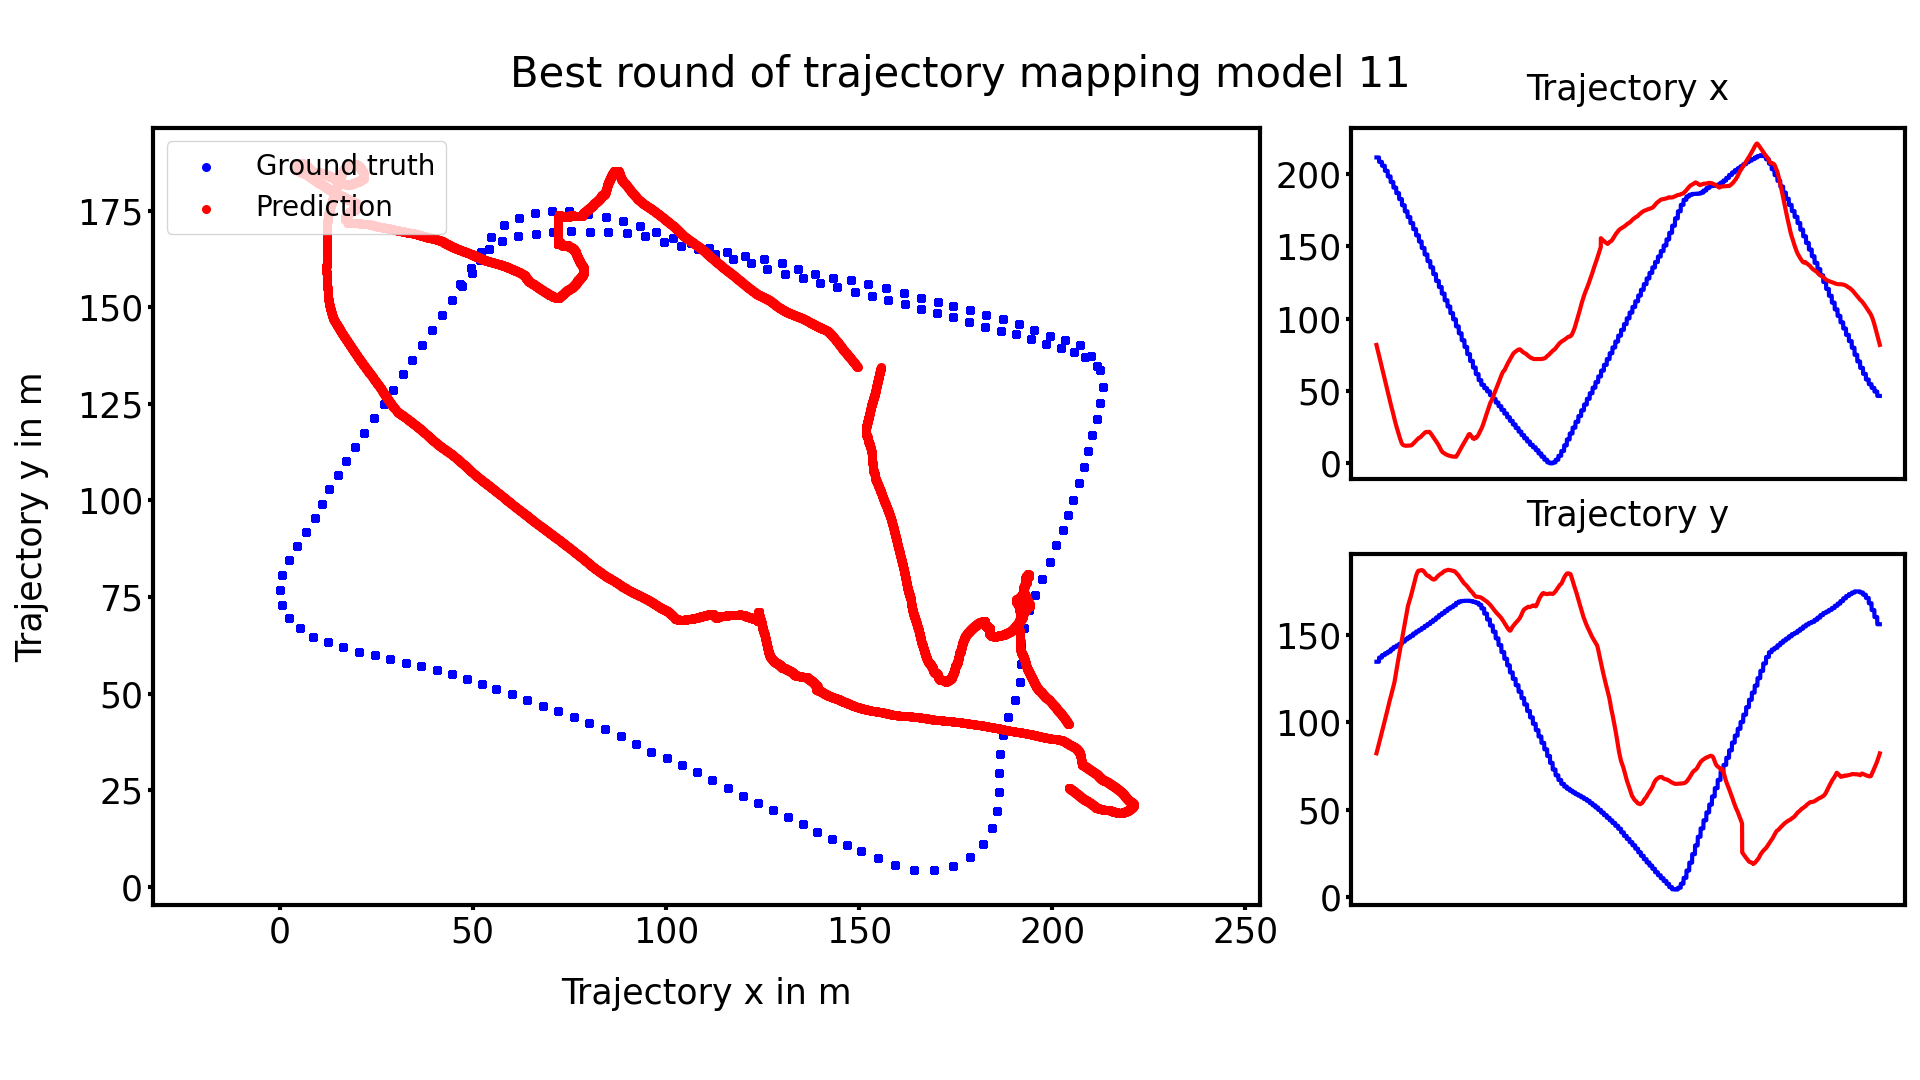 Best round of trajectory mapping model 11
Ground truth
Prediction
Trajectory y in m
175
150
125
100
75
50
25
0
0 50 100 150 200 250
Trajectory x in m
Trajectory x
200
150
100
50
0
Trajectory y
150
100
50
0